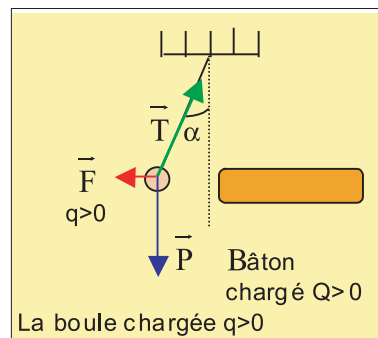 T⃗ α
F⃗
q>0
P⃗
Bâton
chargé Q>0
La boule chargée q>0